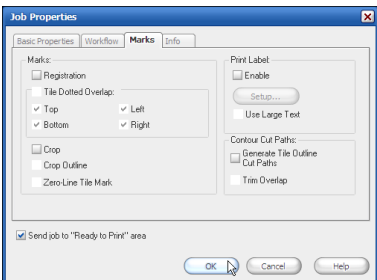 Job Properties
Basic Properties Workflow Marks Info
Marks:
Registration
Tile Dotted Overlap:
Top Left
Bottom Right
Crop
Crop Outline
Zero-Line Tile Mark
Print Label:
Enable
Setup...
Use Large Text
Contour Cut Paths:
Generate Tile Outline
Cut Paths
Trim Overlap
Send job to "Ready to Print" area
OK Cancel Help